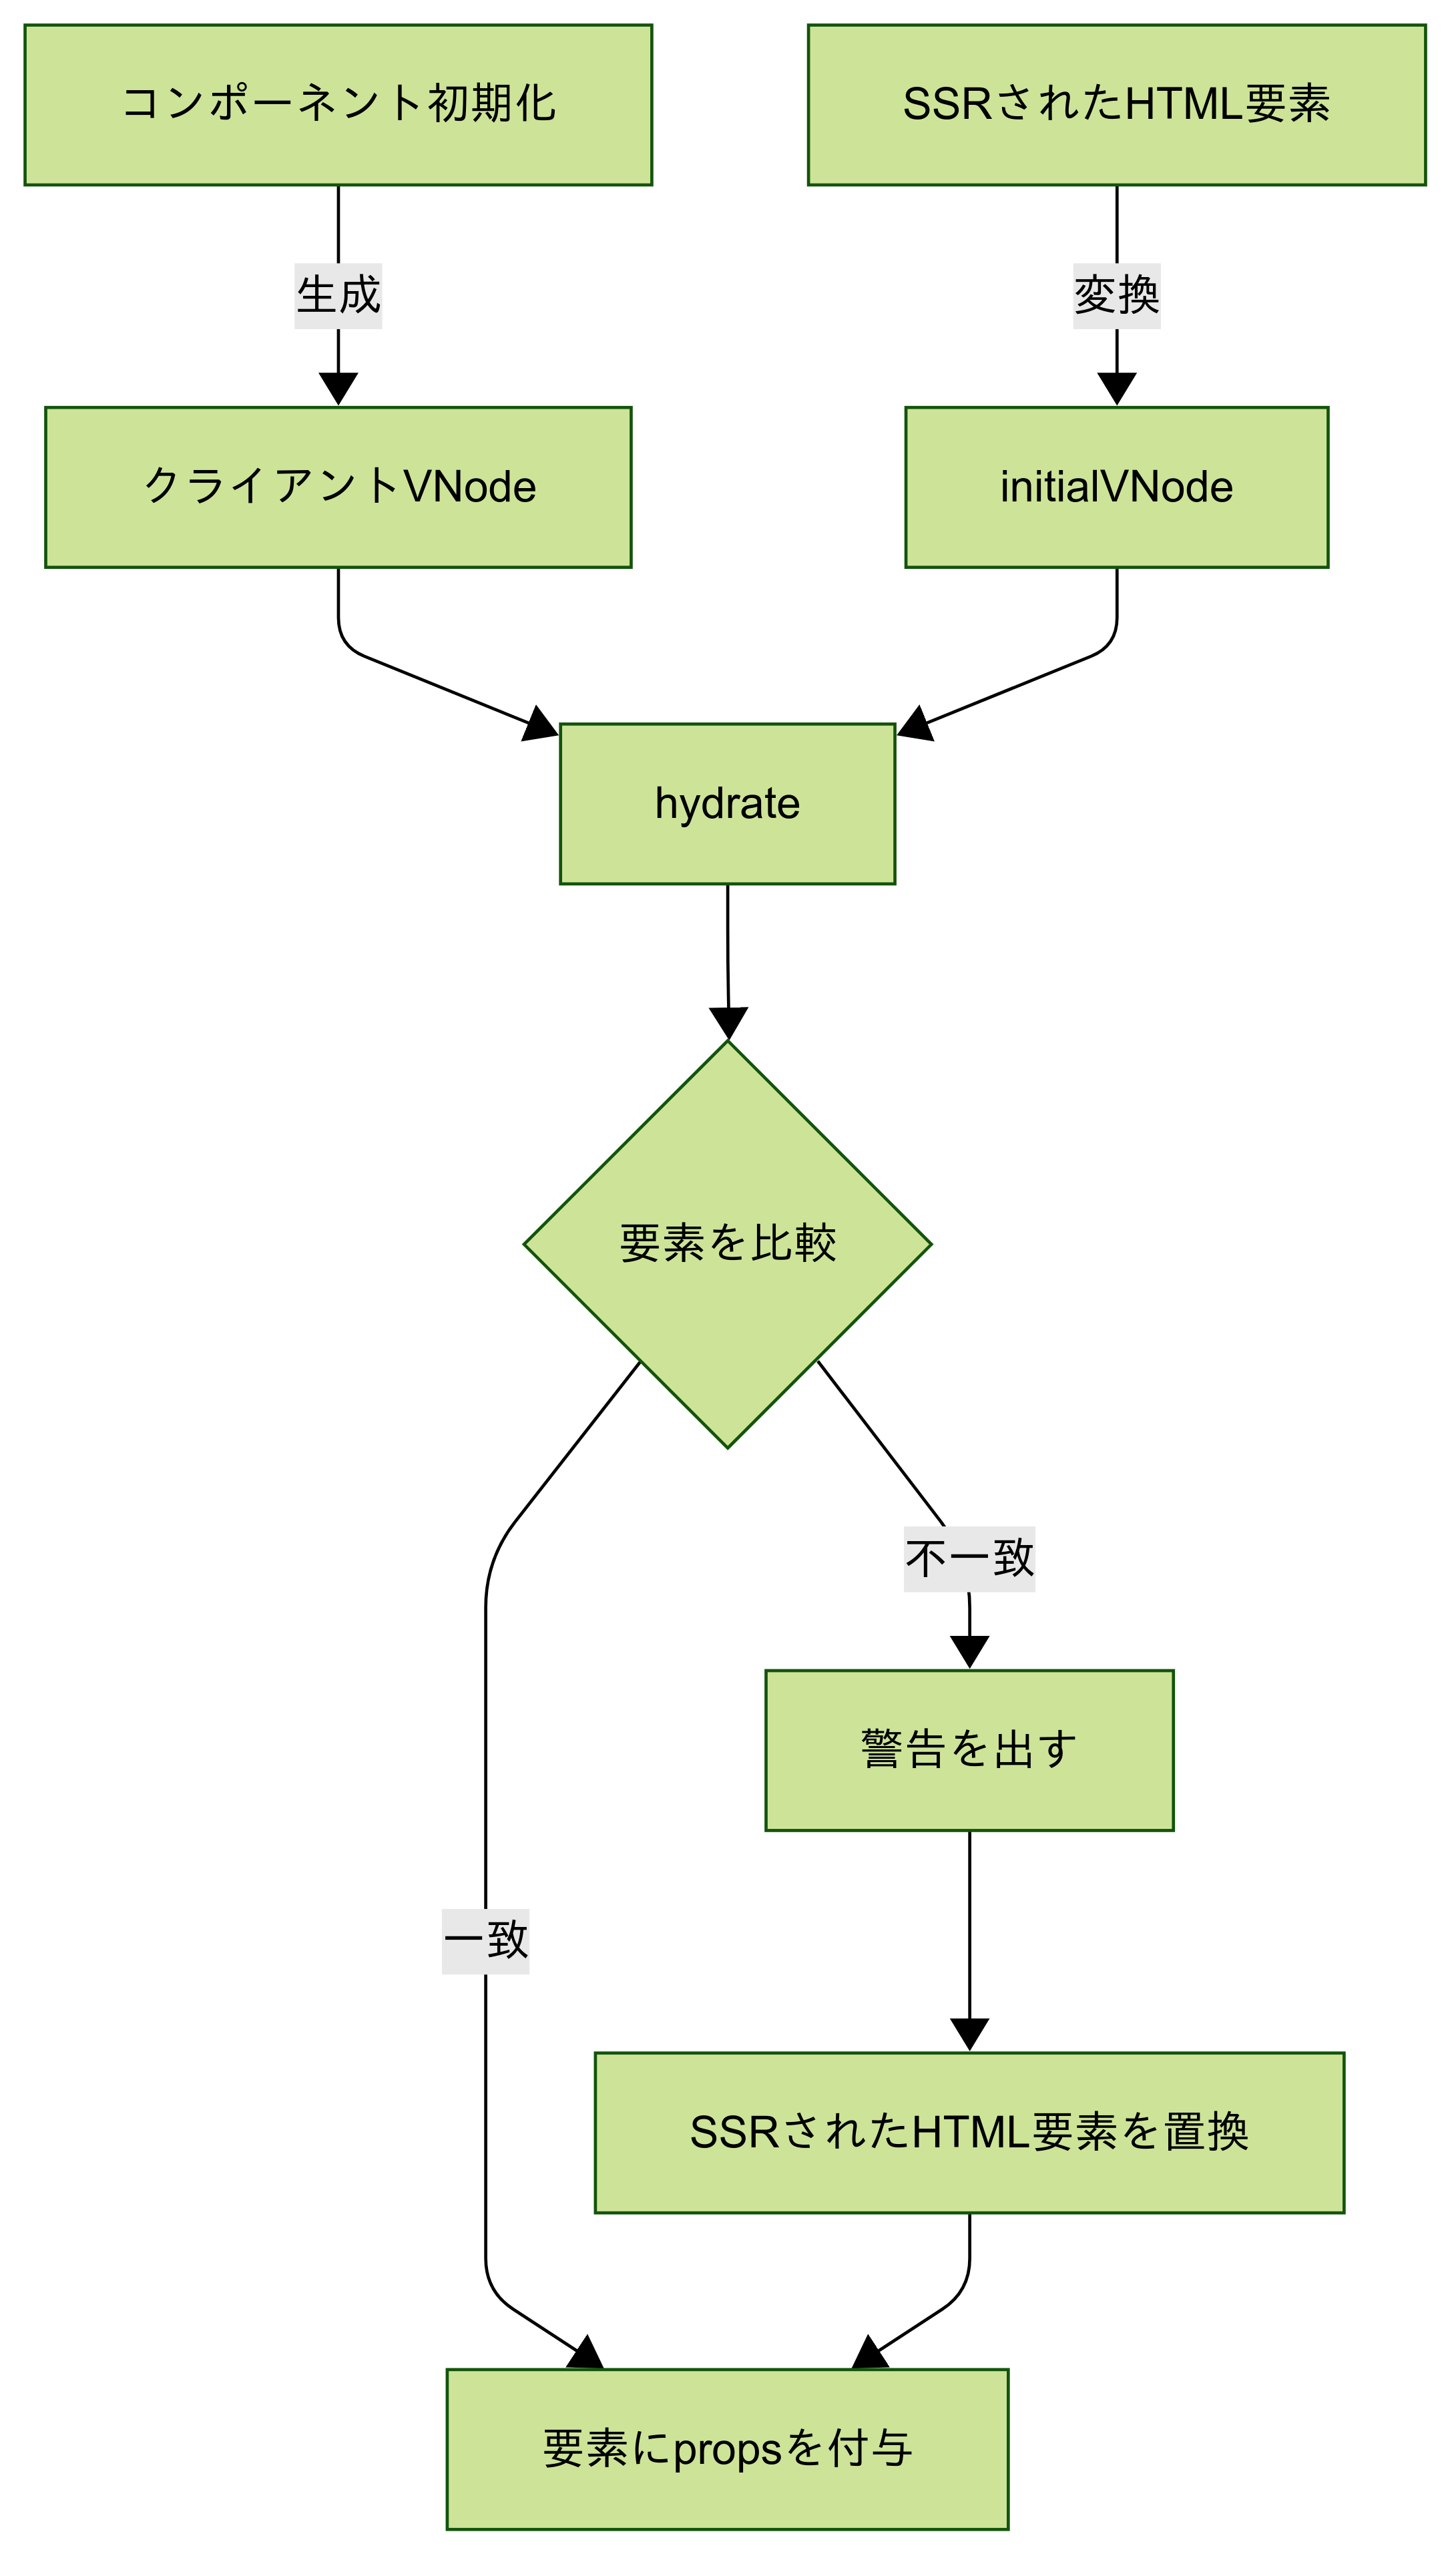 コンポーネント初期化
SSRされたHTML要素
生成
変換
クライアントVNode
initialVNode
hydrate
要素を比較
不一致
警告を出す
一致
SSRされたHTML要素を置換
要素にpropsを付与